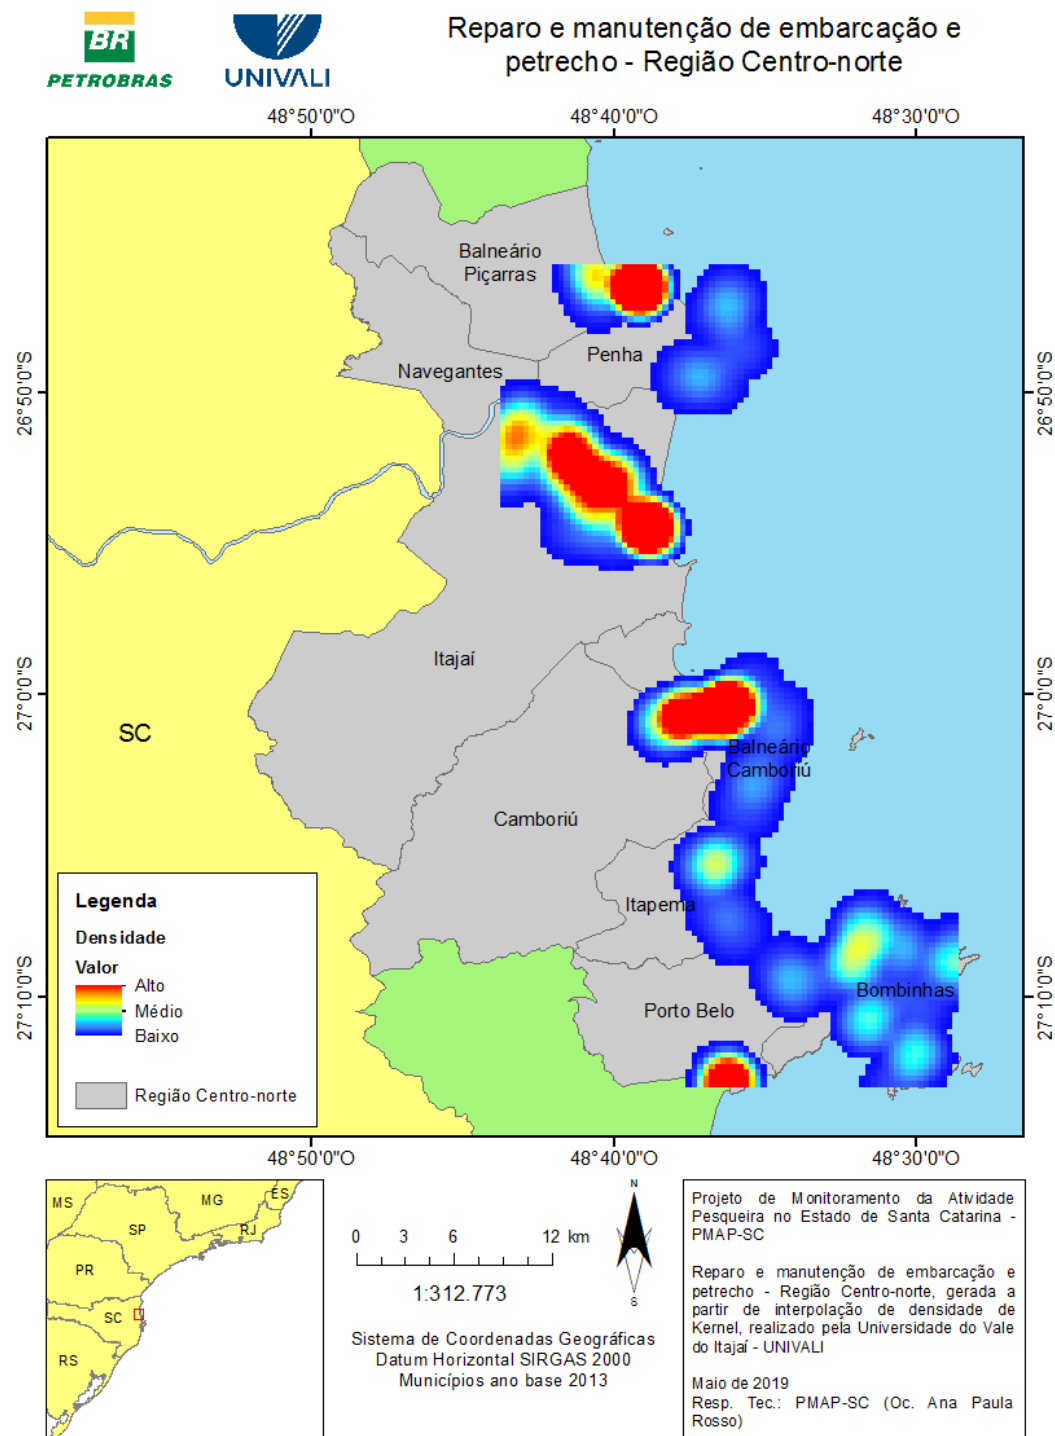 BR
PETROBRAS
UNIVALI
Reparo e manutenção de embarcação e
petrecho - Região Centro-norte
48°50'0"O
48°40'0"O
48°30'0"O
Balneário
Piçarras
Penha
Navegantes
26°50'0"S
26°50'0"S
Itajaí
27°0'0"S
27°0'0"S
SC
Balneário
Camboriú
Camboriú
Itapema
Bombinhas
Porto Belo
27°10'0"S
27°10'0"S
Legenda
Densidade
Valor
Alto
Médio
Baixo
Região Centro-norte
48°50'0"O
48°40'0"O
48°30'0"O
MS
MG
ES
SP
RJ
PR
SC
RS
0 3 6 12 km
1:312.773
N
S
Sistema de Coordenadas Geográficas
Datum Horizontal SIRGAS 2000
Municípios ano base 2013
Projeto de Monitoramento da Atividade
Pesqueira no Estado de Santa Catarina -
PMAP-SC
Reparo e manutenção de embarcação e
petrecho - Região Centro-norte, gerada a
partir de interpolação de densidade de
Kernel, realizado pela Universidade do Vale
do Itajaí - UNIVALI
Maio de 2019
Resp. Tec.: PMAP-SC (Oc. Ana Paula
Rosso)